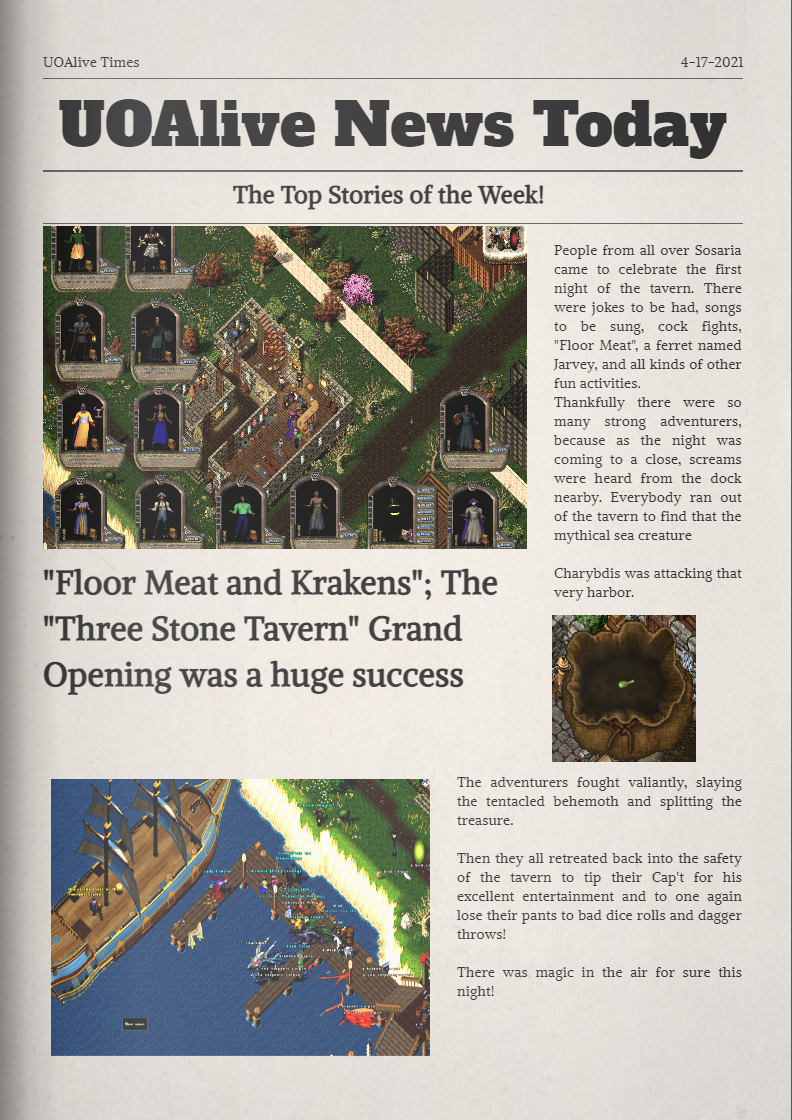 UOAlive Times
4-17-2021
UOAlive News Today
The Top Stories of the Week!
People from all over Sosaria
came to celebrate the first
night of the tavern. There
were jokes to be had, songs
to be sung, cock fights,
"Floor Meat", a ferret named
Jarvey, and all kinds of other
fun activities.
Thankfully there were so
many strong adventurers,
because as the night was
coming to a close, screams
were heard from the dock
nearby. Everybody ran out
of the tavern to find that the
mythical sea creature
Charybdis was attacking that
very harbor.
"Floor Meat and Krakens"; The
"Three Stone Tavern" Grand
Opening was a huge success
The adventurers fought valiantly, slaying
the tentacled behemoth and splitting the
treasure.
Then they all retreated back into the safety
of the tavern to tip their Cap't for his
excellent entertainment and to one again
lose their pants to bad dice rolls and dagger
throws!
There was magic in the air for sure this
night!